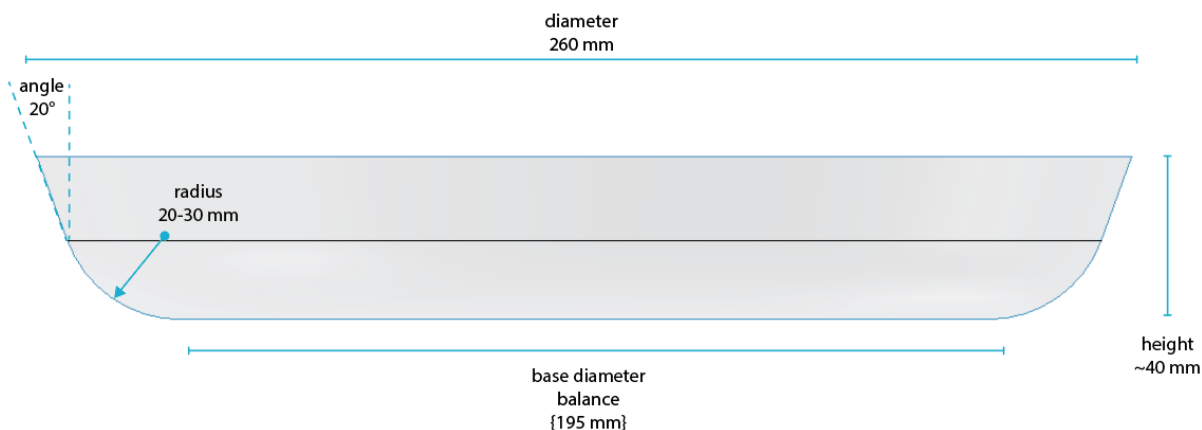 diameter
260 mm
angle
20°
radius
20-30 mm
height
~40 mm
base diameter
balance
{195 mm}